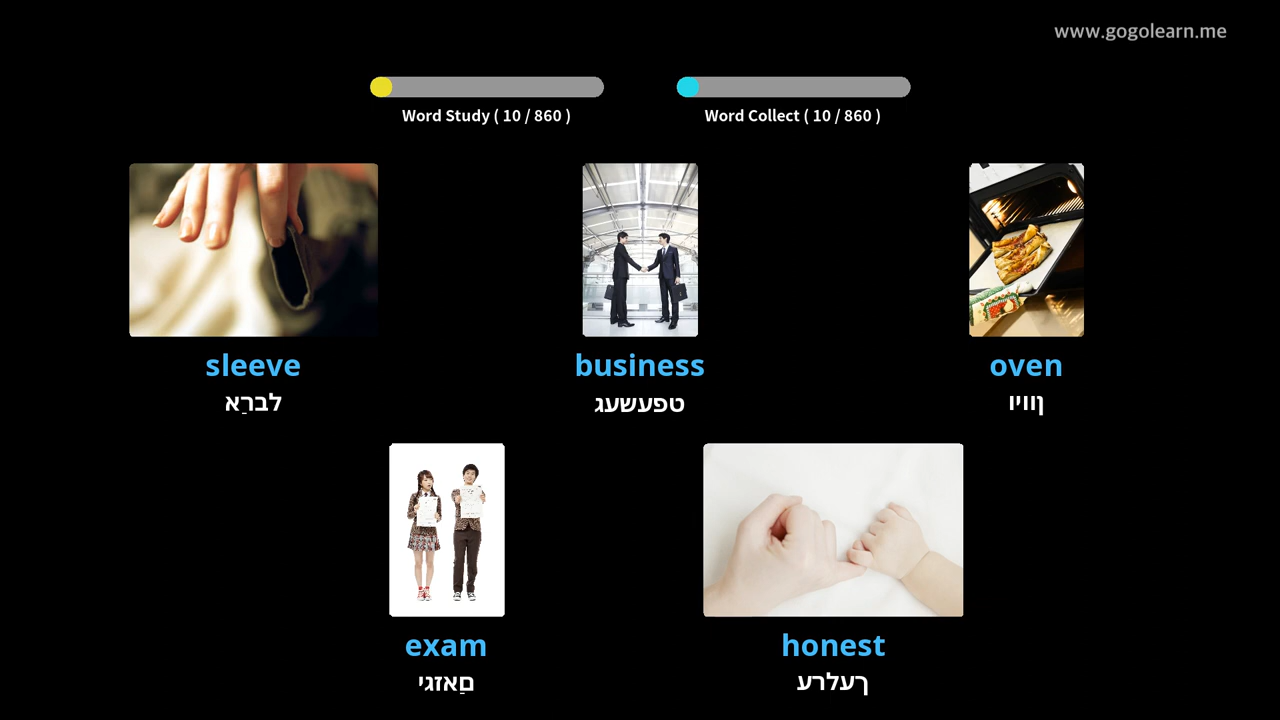 www.gogolearn.me
Word Study ( 10 / 860 )
Word Collect ( 10 / 860 )
sleeve
לברַא
business
טפעשעג
oven
ןוויו
exam
םַאזגי
honest
ךעלרע